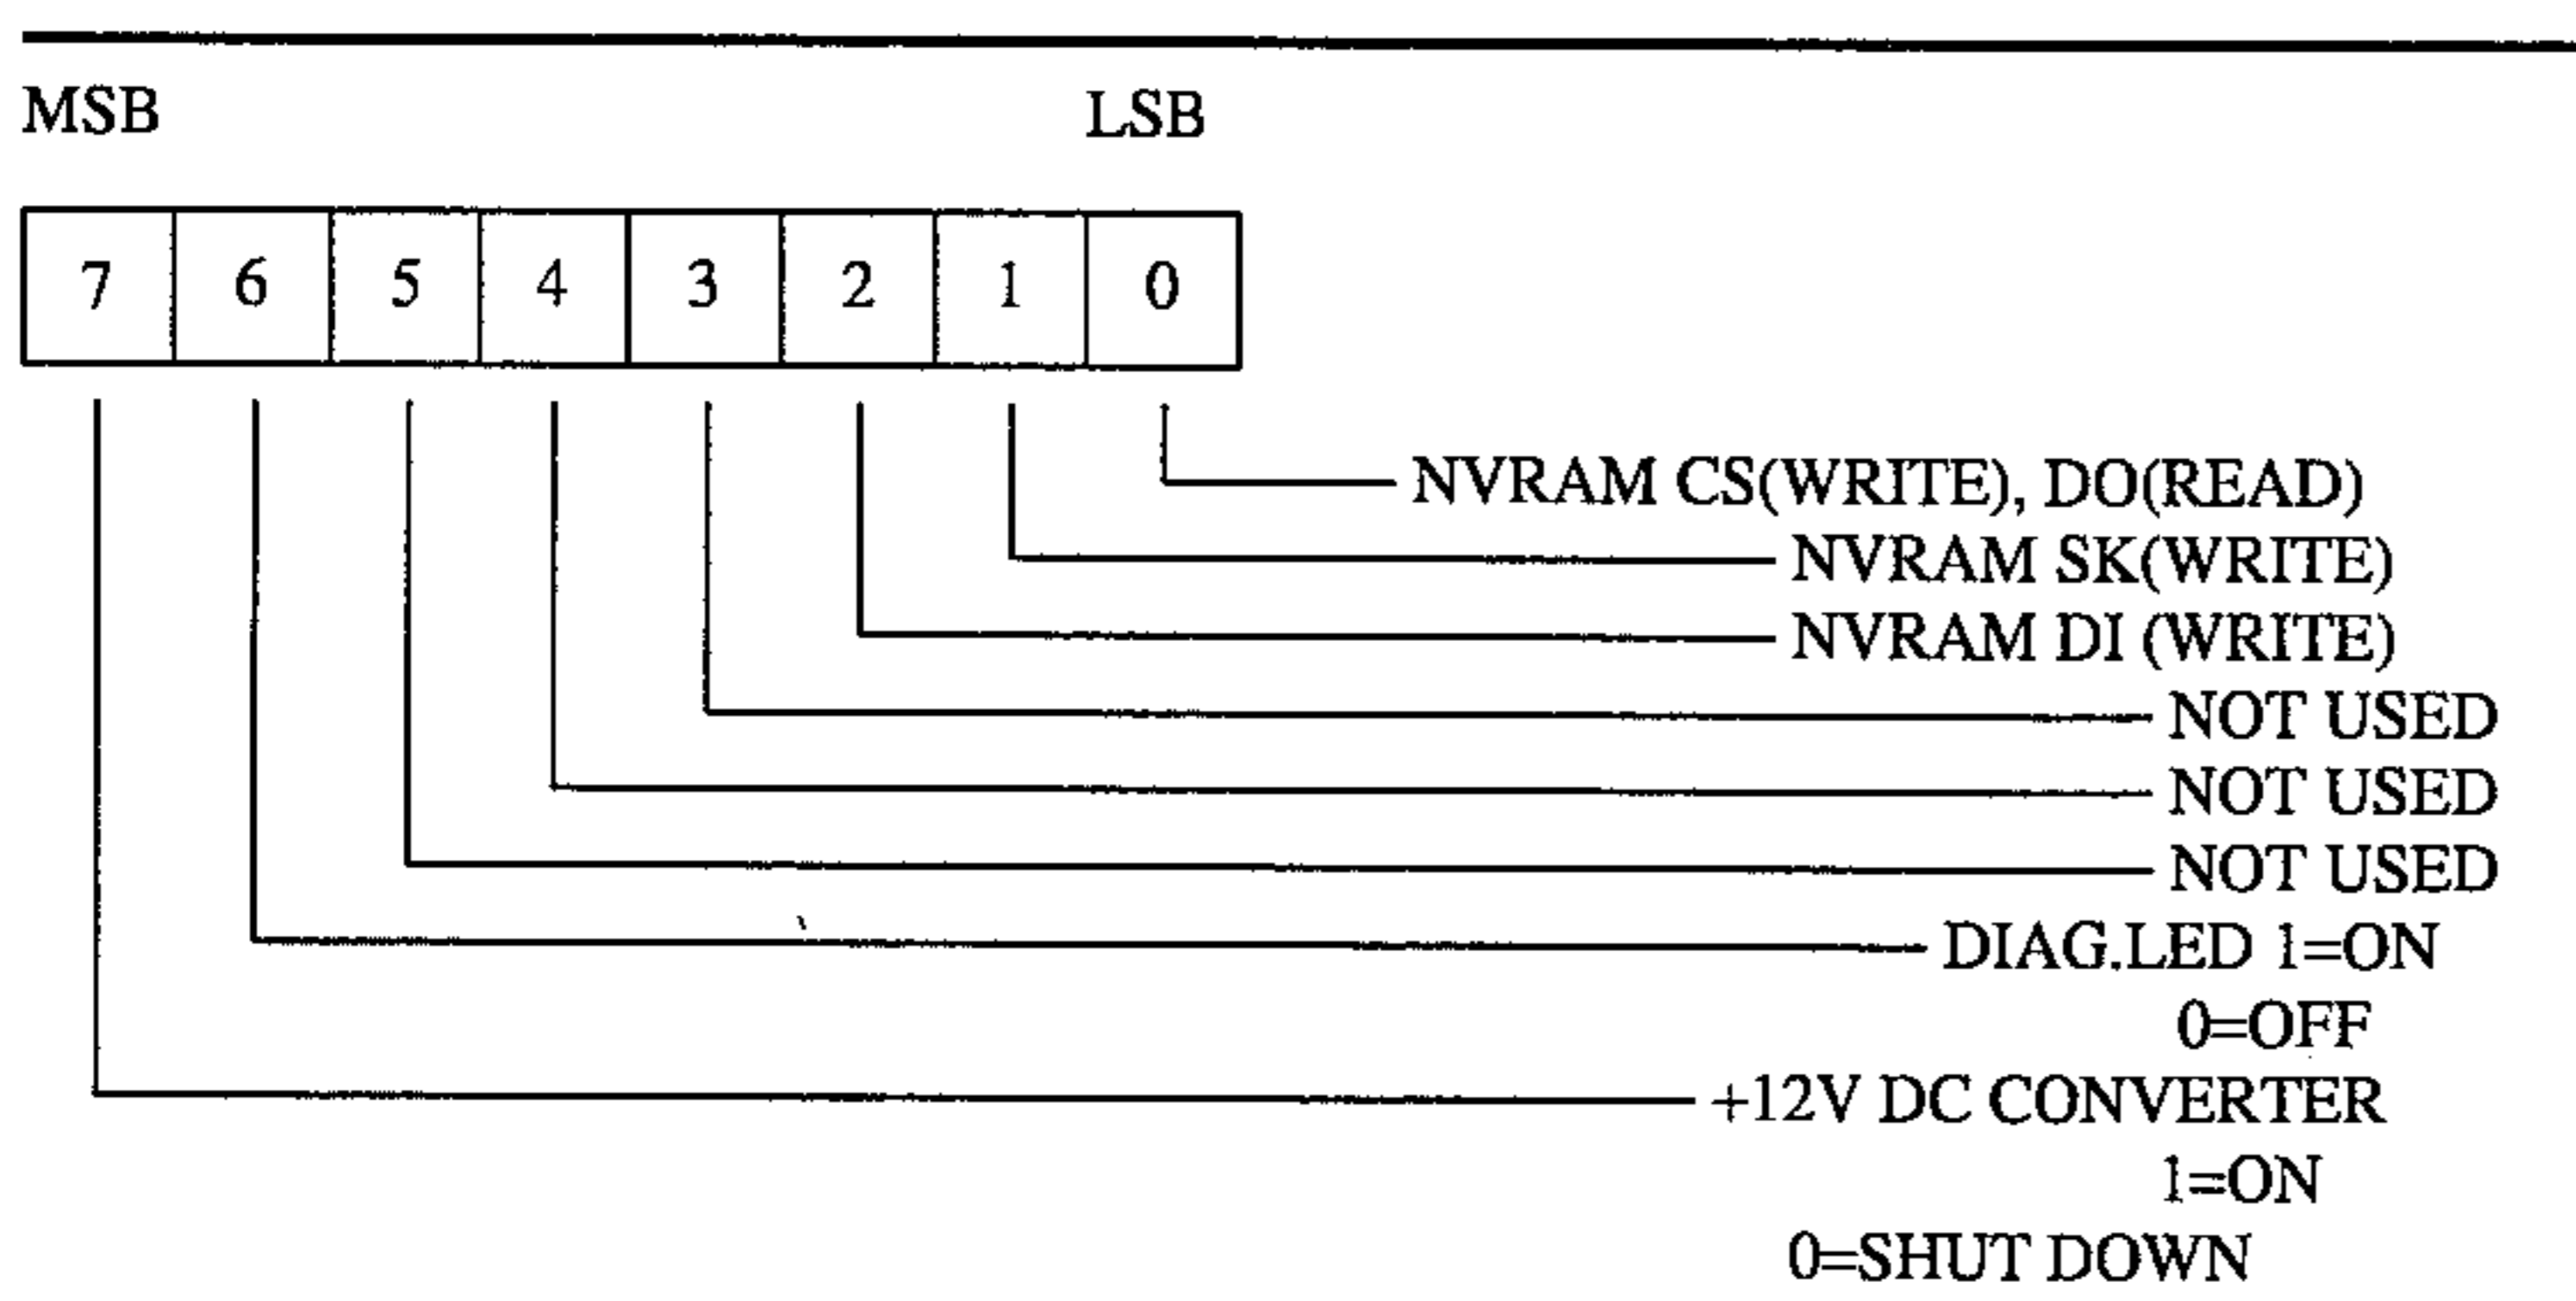 MSB LSB
7 6 5 4 3 2 1 0
NVRAM CS(WRITE), DO(READ)
NVRAM SK(WRITE)
NVRAM DI (WRITE)
NOT USED
NOT USED
NOT USED
DIAG.LED 1=ON
0=OFF
+12V DC CONVERTER
1=ON
0=SHUT DOWN